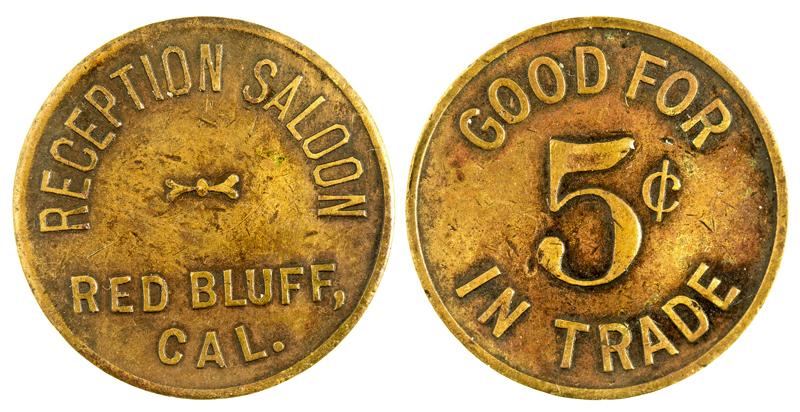 RECEPTION SALOON
RED BLUFF,
CAL.
GOOD FOR
5¢
IN TRADE